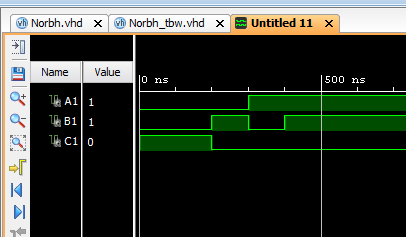 Norbh.vhd
Norbh_tbw.vhd
Untitled 11
Name Value
0 ns 500 ns
A1 1
B1 1
C1 0